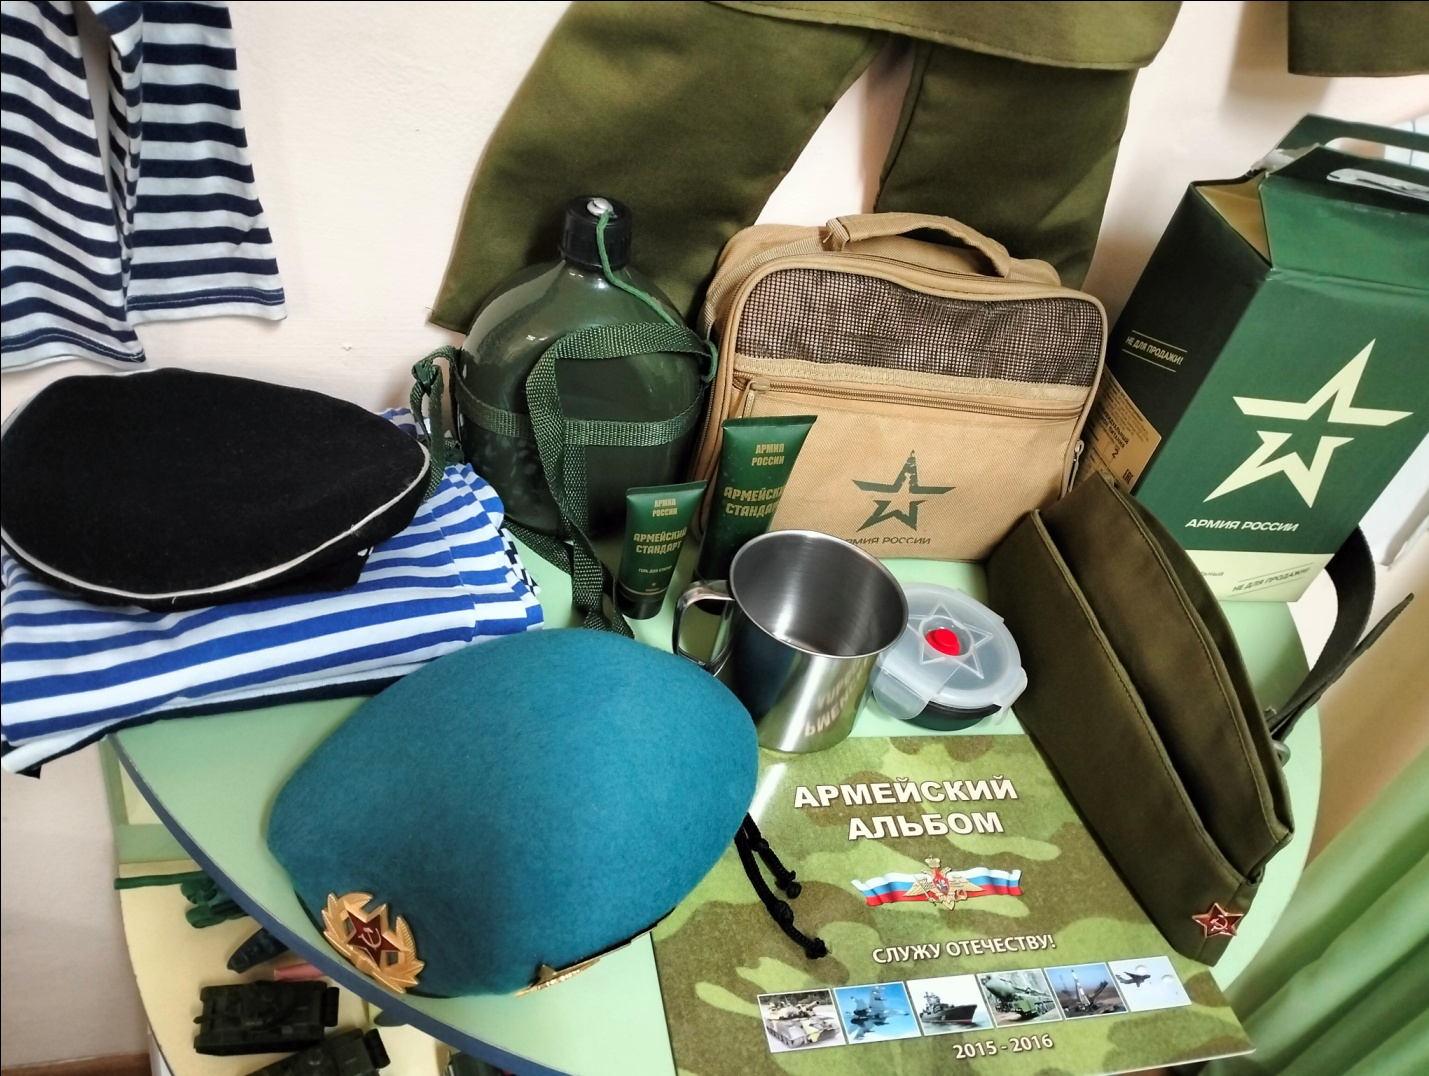 НЕ ДЛЯ ПРОДАЖИ!
2
АРМИЯ РОССИИ
НЕ ДЛЯ ПРОДАЖИ!
АРМИЯ
РОССИИ
АРМЕЙСКИЙ
СТАНДАРТ
АРМИЯ
РОССИИ
АРМЕЙСКИЙ
СТАНДАРТ
АРМИЯ РОССИИ
АРМЕЙСКИЙ
АЛЬБОМ
СЛУЖУ ОТЕЧЕСТВУ!
2015 - 2016